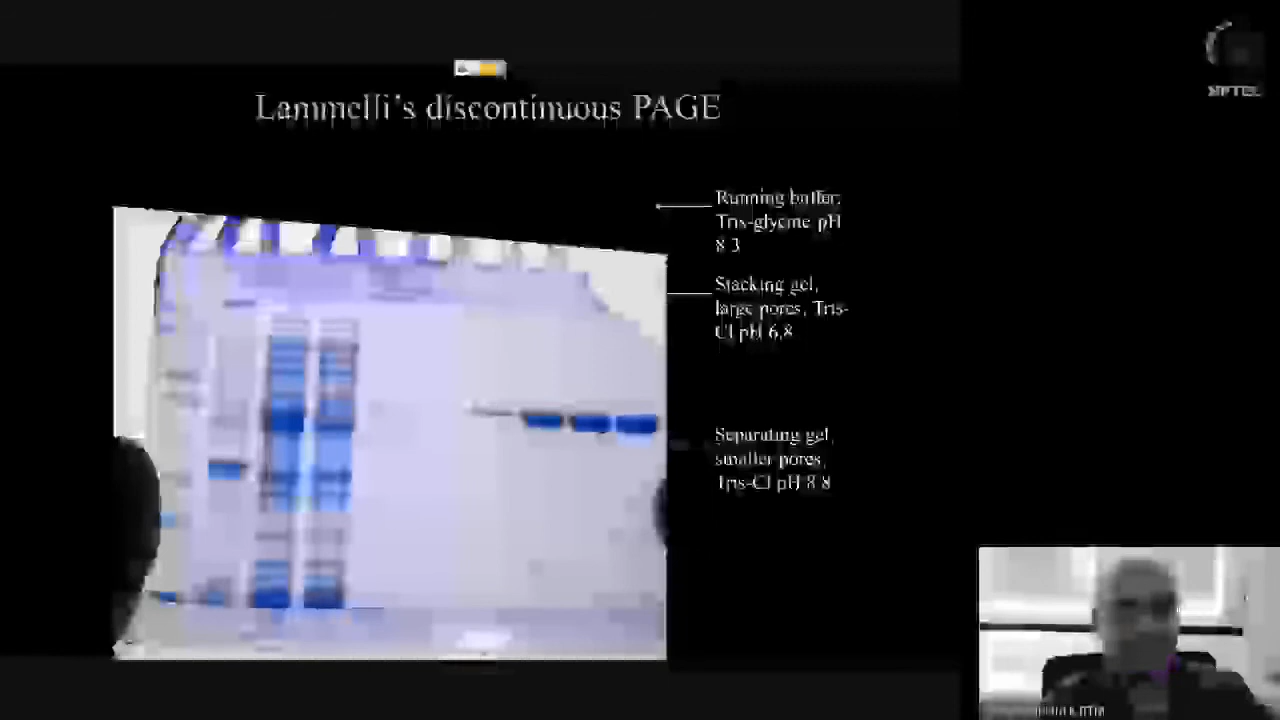 NPTEL
Lammelli's discontinuous PAGE
Running buffer,
Tris-glycine pH
8.3
Stacking gel,
large pores, Tris-
Cl pH 6.8
Separating gel,
smaller pores,
Tris-Cl pH 8.8